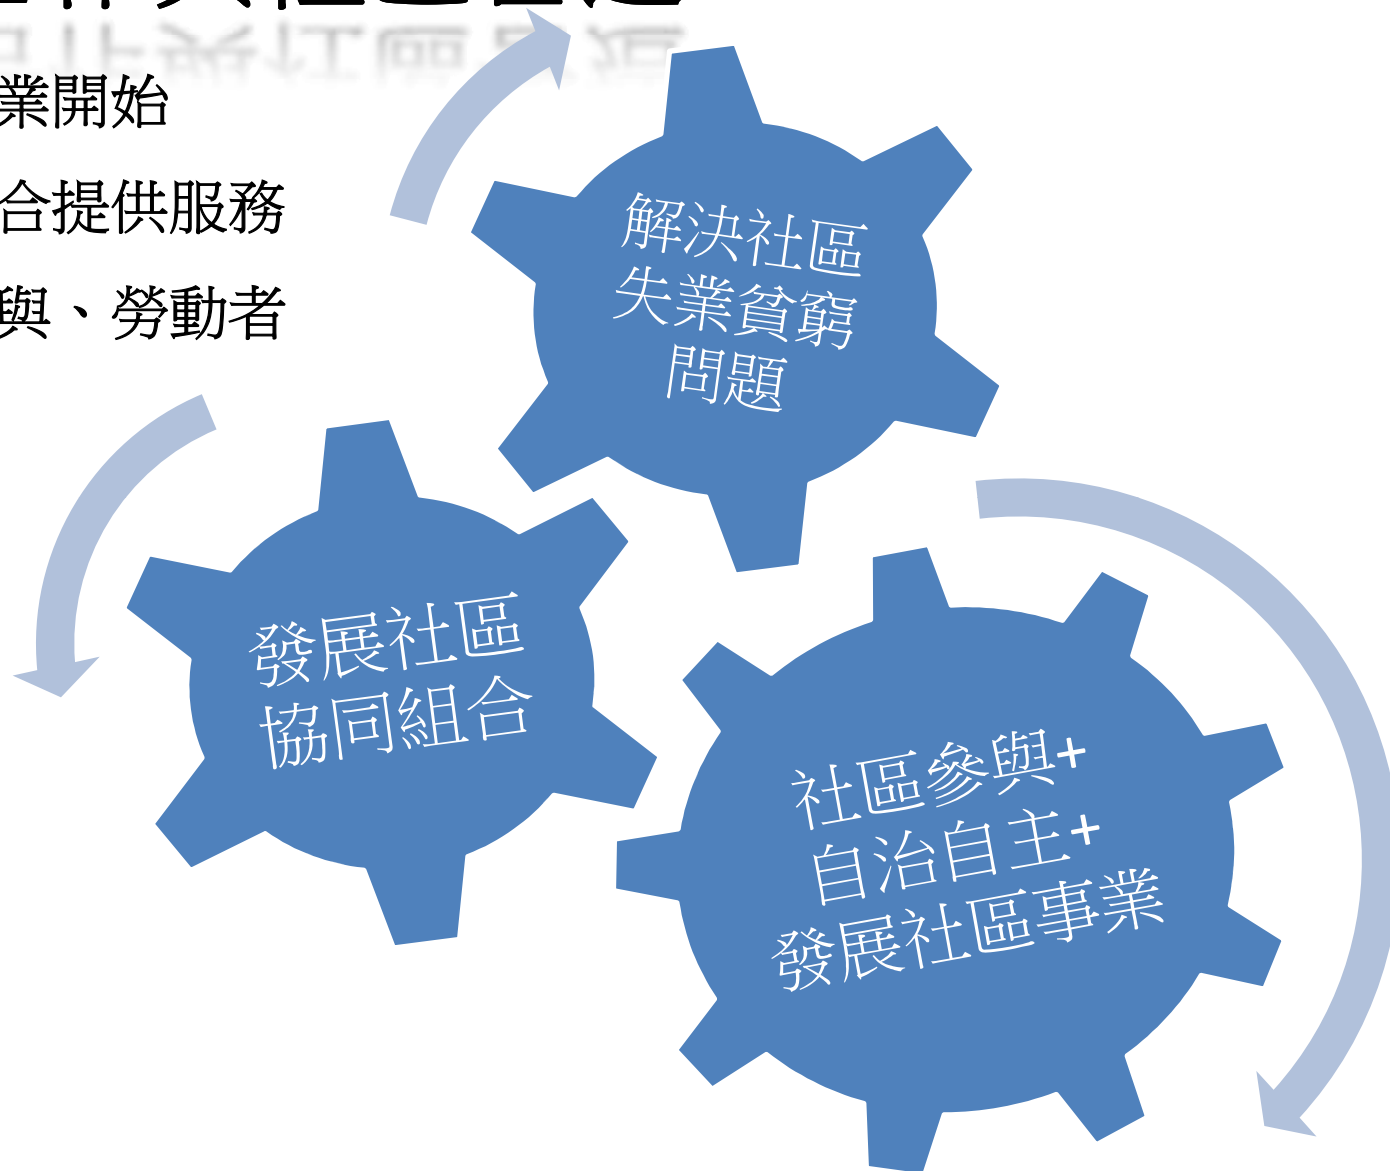 業開始
合提供服務
與、勞動者
解決社區
失業貧窮
問題
發展社區
協同組合
社區參與+
自治自主+
發展社區事業